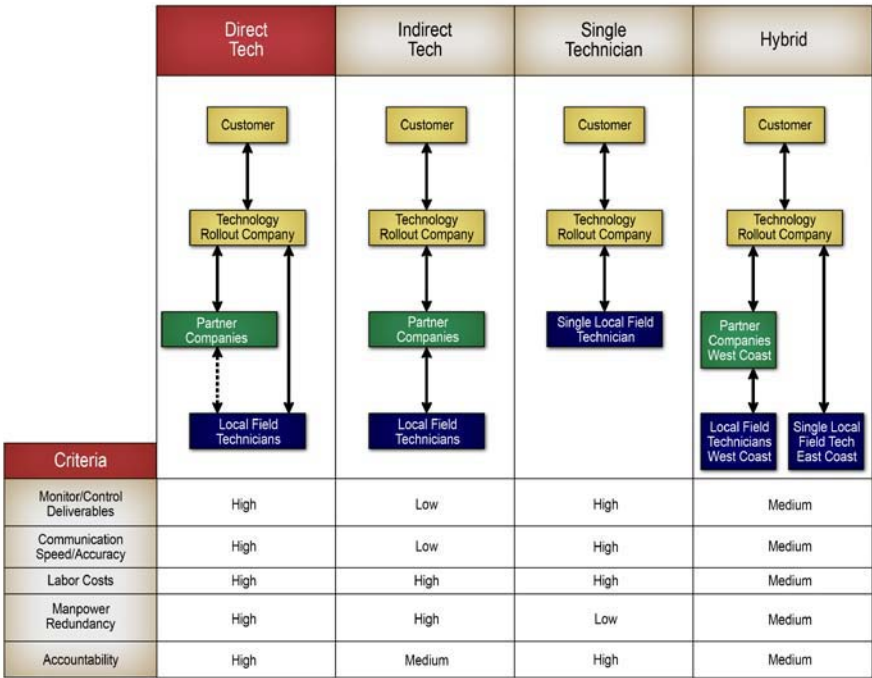 Direct
Tech
Indirect
Tech
Single
Technician
Hybrid
Customer
Technology
Rollout Company
Partner
Companies
Local Field
Technicians
Customer
Technology
Rollout Company
Partner
Companies
Local Field
Technicians
Customer
Technology
Rollout Company
Single Local Field
Technician
Customer
Technology
Rollout Company
Partner
Companies
West Coast
Local Field
Technicians
West Coast
Single Local
Field Tech
East Coast
Criteria
Monitor/Control
Deliverables
High
Low
High
Medium
Communication
Speed/Accuracy
High
Low
High
Medium
Labor Costs
High
High
High
Medium
Manpower
Redundancy
High
High
Low
Medium
Accountability
High
Medium
High
Medium